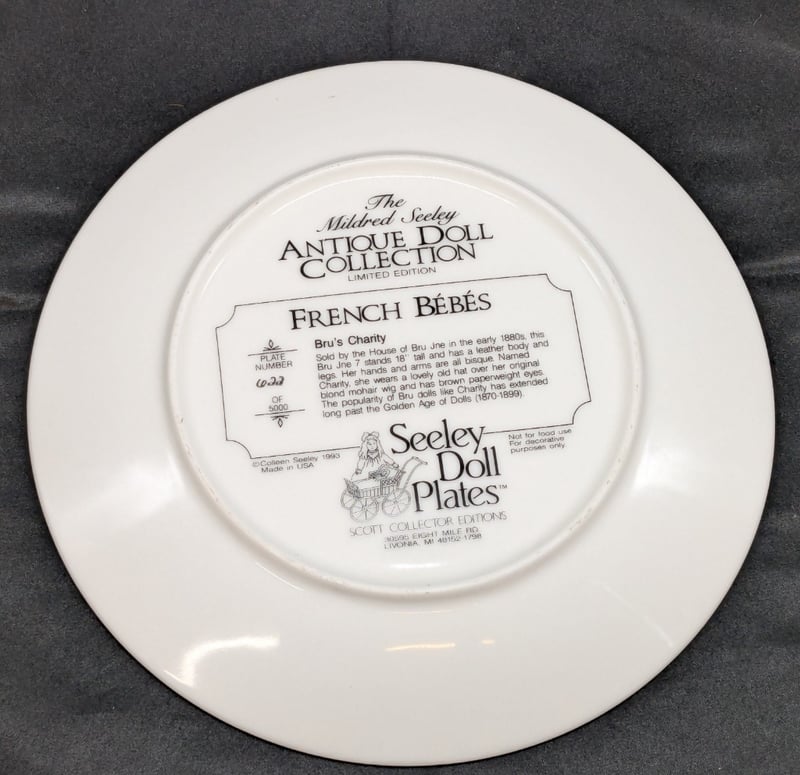 The
Mildred Seeley
ANTIQUE DOLL
COLLECTION
LIMITED EDITION
FRENCH BÉBÉS
PLATE
NUMBER
622
OF
5000
Bru's Charity
Sold by the House of Bru Jne in the early 1880s, this
Bru Jne 7 stands 18" tall and has a leather body and
legs. Her hands and arms are all bisque. Named
Charity, she wears a lovely old hat over her original
blond mohair wig and has brown paperweight eyes.
The popularity of Bru dolls like Charity has extended
long past the Golden Age of Dolls (1870-1899).
©Colleen Seeley 1993
Made in USA
Seeley
Doll
Plates™
Not for food use
For decorative
purposes only
SCOTT COLLECTOR EDITIONS
30595 EIGHT MILE RD.
LIVONIA, MI 48152-1798